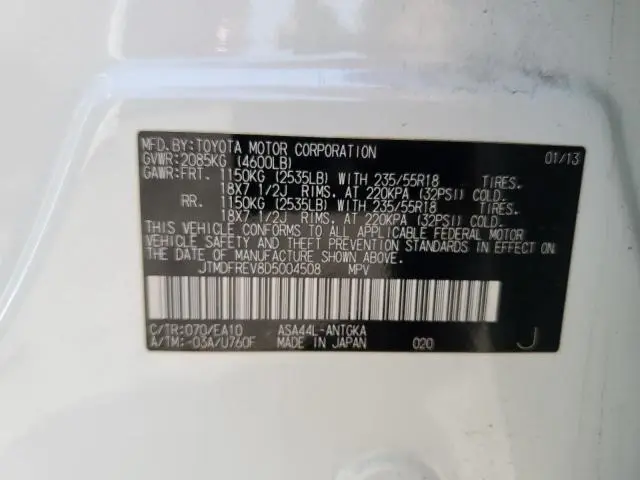 MFD.BY:TOYOTA MOTOR CORPORATION 01/13
GVWR:2085KG (4600LB)
GAWR:FRT. 1150KG (2535LB) WITH 235/55R18 TIRES.
18X7 1/2J RIMS. AT 220KPA (32PSI) COLD.
RR. 1150KG (2535LB) WITH 235/55R18 TIRES.
18X7 1/2J RIMS. AT 220KPA (32PSI) COLD.
THIS VEHICLE CONFORMS TO ALL APPLICABLE FEDERAL MOTOR
VEHICLE SAFETY AND THEFT PREVENTION STANDARDS IN EFFECT ON
THE DATE OF MANUFACTURE SHOWN ABOVE.
JTMDFREV8D5004508 MPV
C/TR:070/EA10 ASA44L-ANTGKA
A/TM:-03A/U760F MADE IN JAPAN 020 J